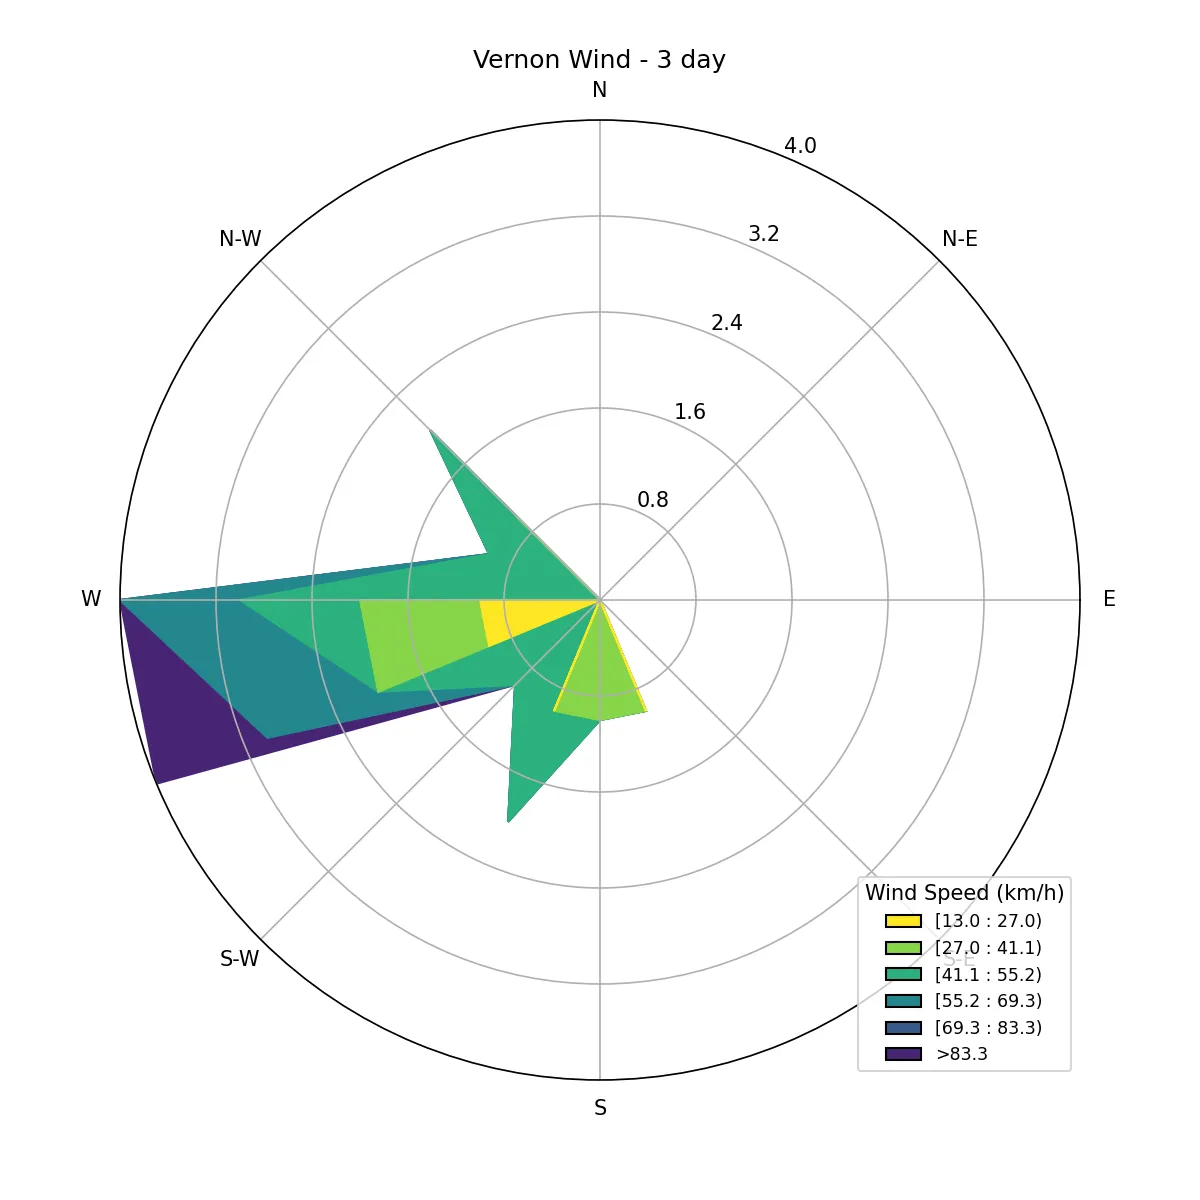 Vernon Wind - 3 day
N
4.0
N-W
3.2
N-E
2.4
1.6
0.8
W
E
S-W
S-E
S
Wind Speed (km/h)
[13.0 : 27.0)
[27.0 : 41.1)
[41.1 : 55.2)
[55.2 : 69.3)
[69.3 : 83.3)
>83.3